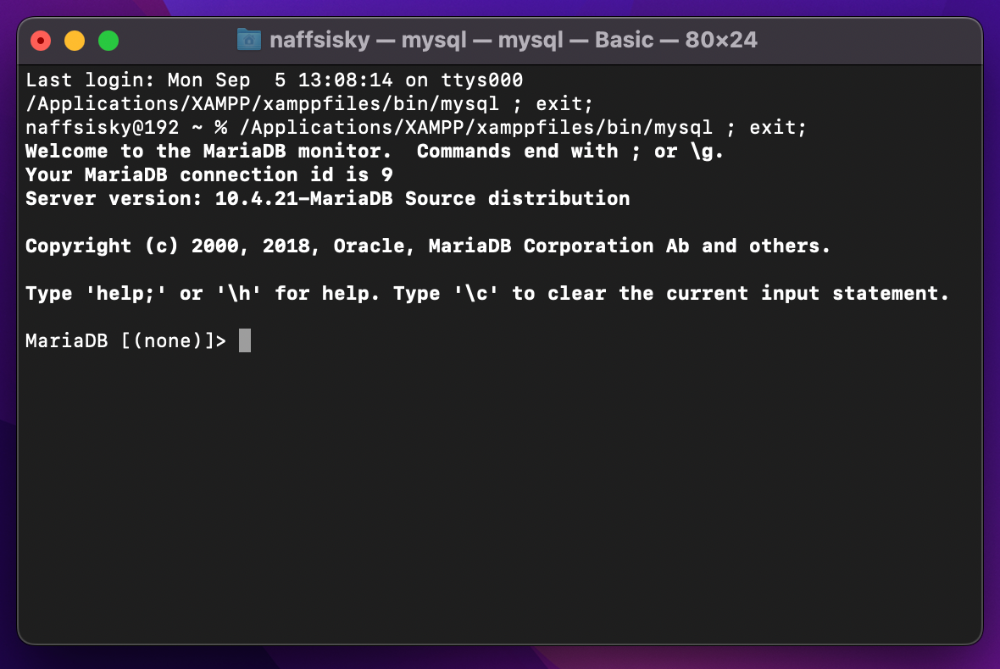 naffsisky — mysql — mysql — Basic — 80×24
Last login: Mon Sep  5 13:08:14 on ttys000
/Applications/XAMPP/xamppfiles/bin/mysql ; exit;
naffsisky@192 ~ % /Applications/XAMPP/xamppfiles/bin/mysql ; exit;
Welcome to the MariaDB monitor.  Commands end with ; or \g.
Your MariaDB connection id is 9
Server version: 10.4.21-MariaDB Source distribution

Copyright (c) 2000, 2018, Oracle, MariaDB Corporation Ab and others.

Type 'help;' or '\h' for help. Type '\c' to clear the current input statement.

MariaDB [(none)]>